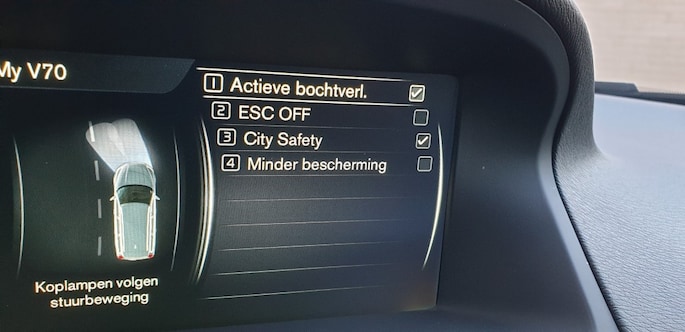 My V70
1 Actieve bochtverl.
2 ESC OFF
3 City Safety
4 Minder bescherming
Koplampen volgen
stuurbeweging